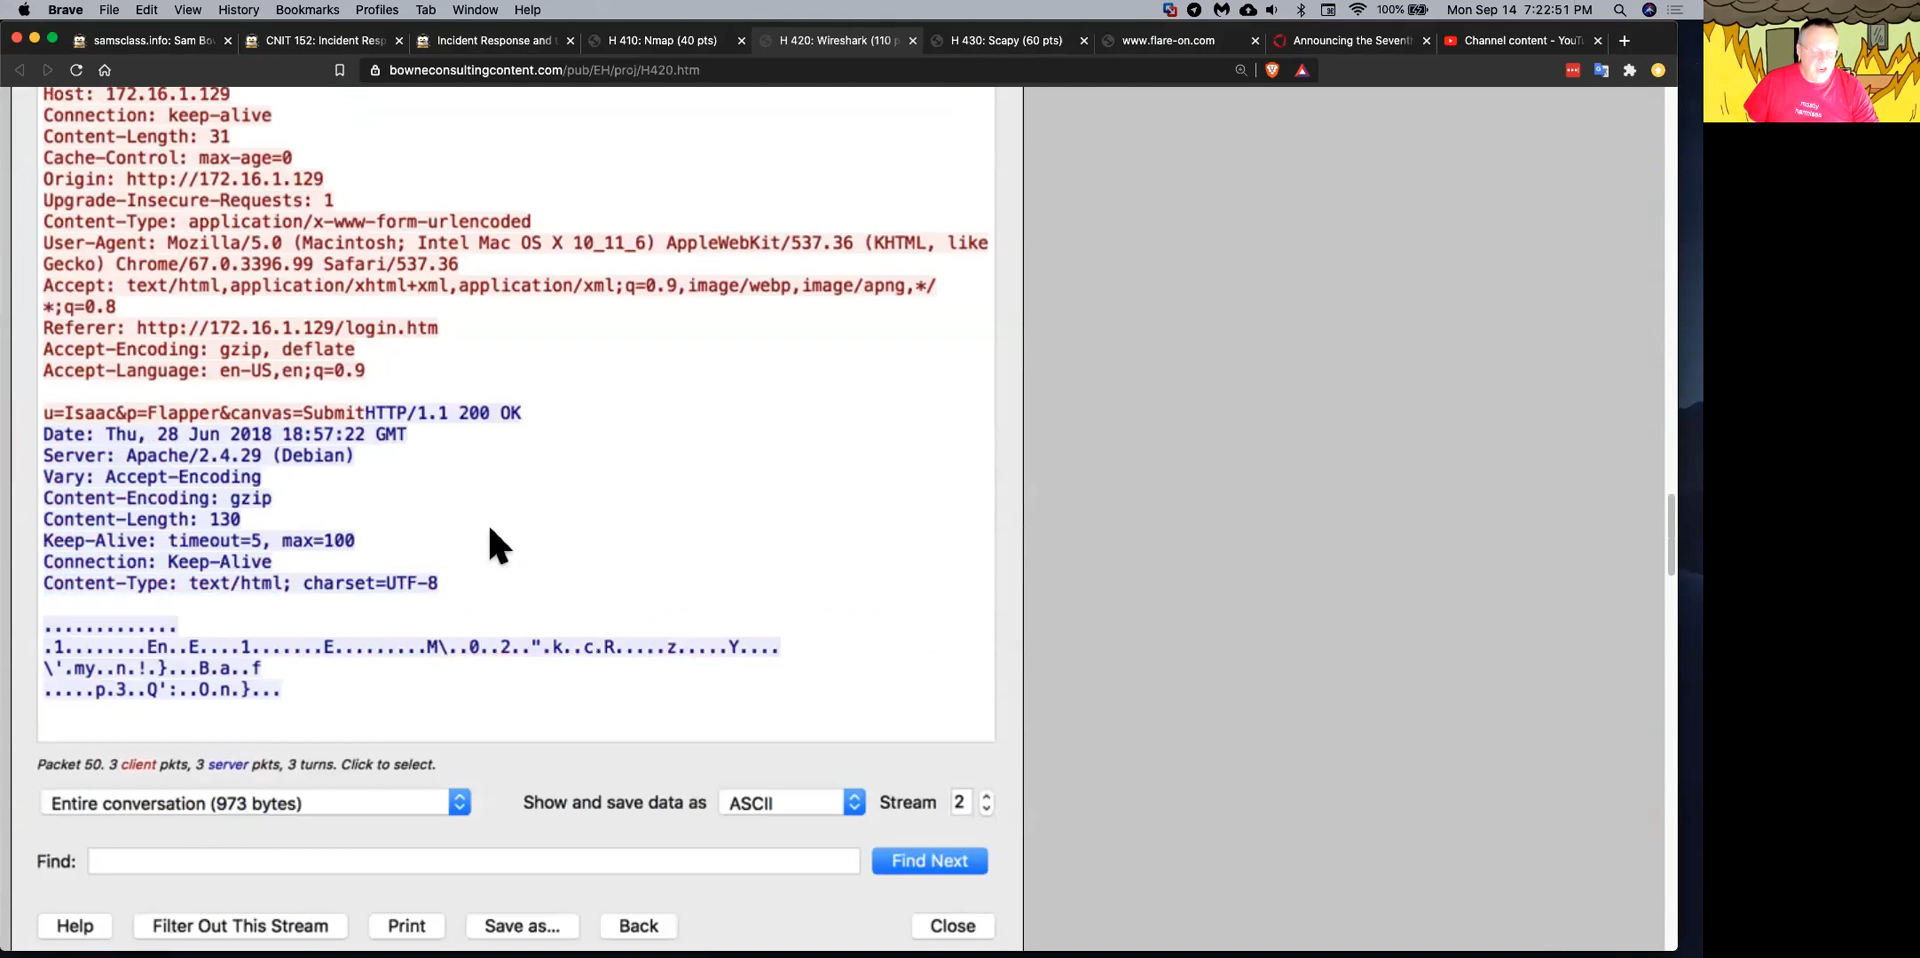 Brave File Edit View History Bookmarks Profiles Tab Window Help 100% Mon Sep 14 7:22:51 PM
samsclass.info: Sam Bo CNIT 152: Incident Resp Incident Response and H 410: Nmap (40 pts) H 420: Wireshark (110 p H 430: Scapy (60 pts) www.flare-on.com Announcing the Sevent Channel content - YouTu
bowneconsultingcontent.com/pub/EH/proj/H420.htm
Host: 172.16.1.129
Connection: keep-alive
Content-Length: 31
Cache-Control: max-age=0
Origin: http://172.16.1.129
Upgrade-Insecure-Requests: 1
Content-Type: application/x-www-form-urlencoded
User-Agent: Mozilla/5.0 (Macintosh; Intel Mac OS X 10_11_6) AppleWebKit/537.36 (KHTML, like
Gecko) Chrome/67.0.3396.99 Safari/537.36
Accept: text/html,application/xhtml+xml,application/xml;q=0.9,image/webp,image/apng,*/
*;q=0.8
Referer: http://172.16.1.129/login.htm
Accept-Encoding: gzip, deflate
Accept-Language: en-US,en;q=0.9
u=Isaac&p=Flapper&canvas=SubmitHTTP/1.1 200 OK
Date: Thu, 28 Jun 2018 18:57:22 GMT
Server: Apache/2.4.29 (Debian)
Vary: Accept-Encoding
Content-Encoding: gzip
Content-Length: 130
Keep-Alive: timeout=5, max=100
Connection: Keep-Alive
Content-Type: text/html; charset=UTF-8
.............
.1........En..E....1.......E.........M\..0..2..".k..c.R.....z.....Y....
\'.my..n.!.}...B.a..f
.....p.3..Q':..O.n.}...
Packet 50. 3 client pkts, 3 server pkts, 3 turns. Click to select.
Entire conversation (973 bytes) Show and save data as ASCII Stream 2
Find: Find Next
Help Filter Out This Stream Print Save as... Back Close